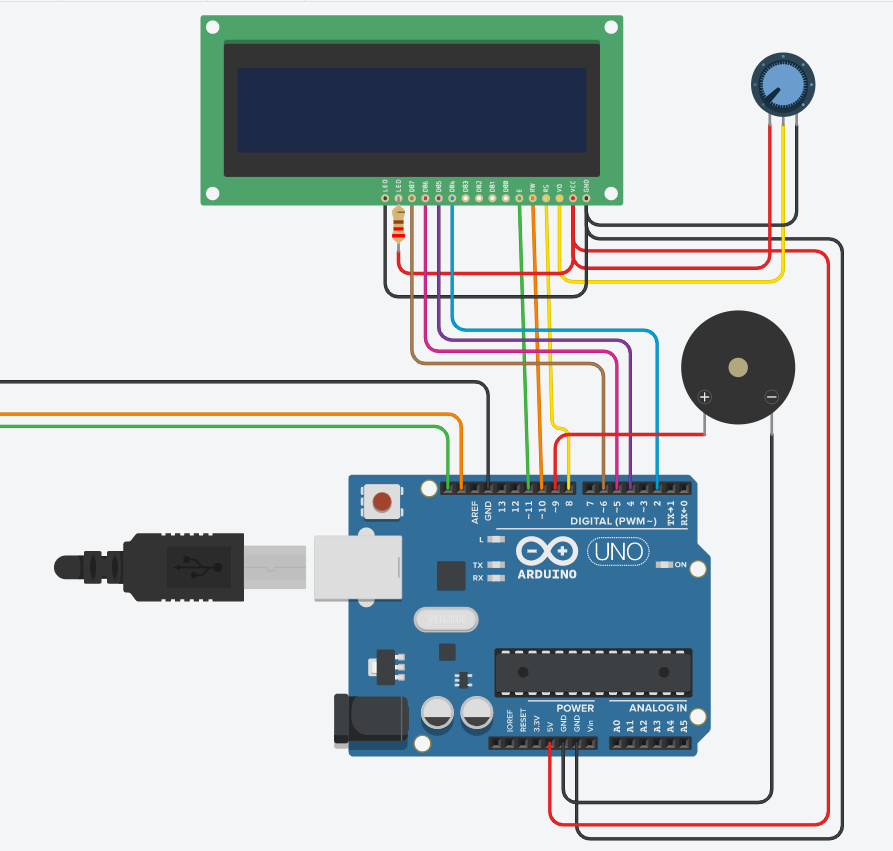 LED LED DB7 DB6 DB5 DB4 DB3 DB2 DB1 DB0 E RW RS VO VCC GND
+ −
AREF GND 13 12 ~11 ~10 ~9 8 7 ~6 ~5 4 ~3 2 TX→1 RX←0
DIGITAL (PWM~)
L
− +
UNO
TX
RX
ARDUINO
ON
POWER ANALOG IN
IOREF RESET 3.3V 5V GND GND Vin A0 A1 A2 A3 A4 A5